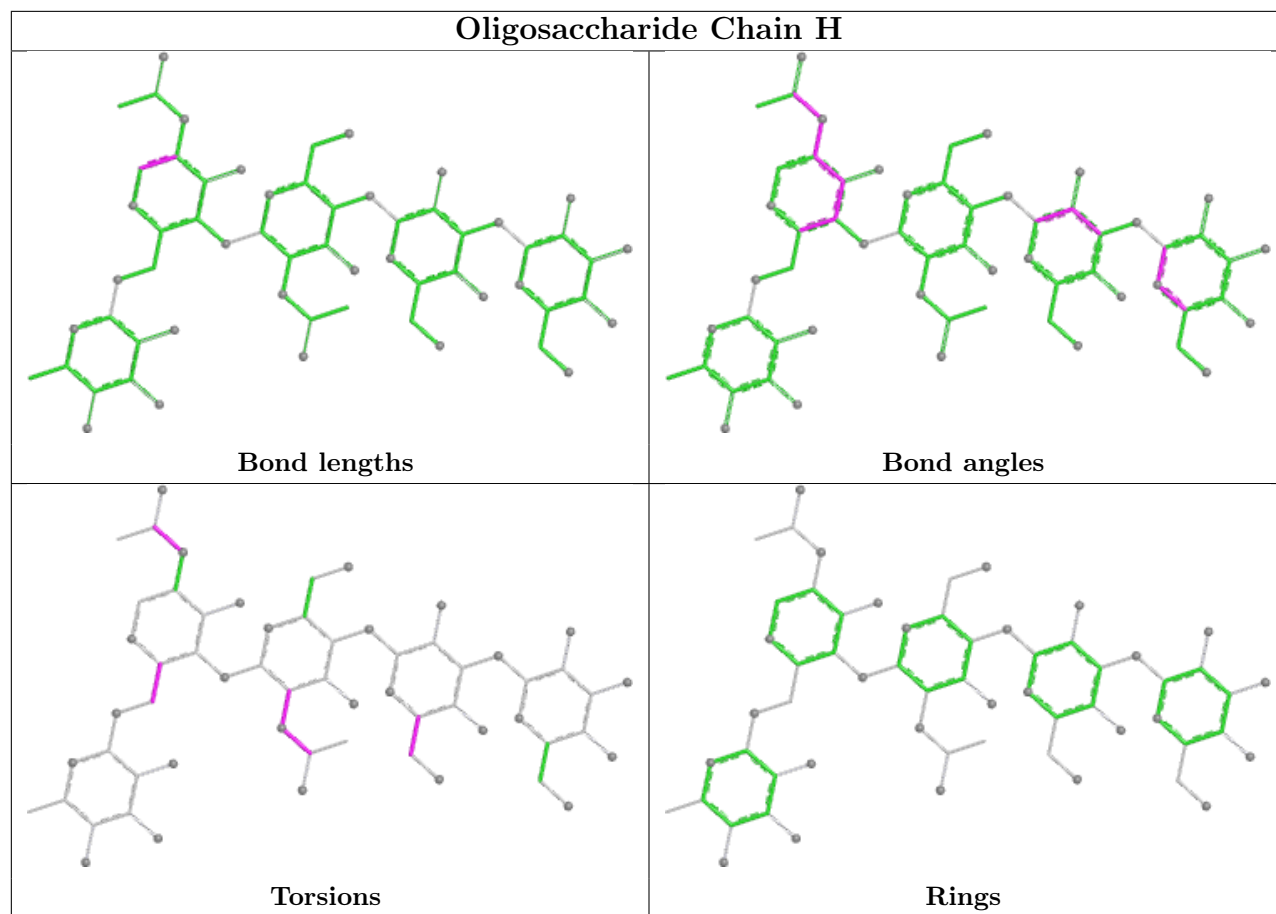 Oligosaccharide Chain H
Bond lengths
Bond angles
Torsions
Rings